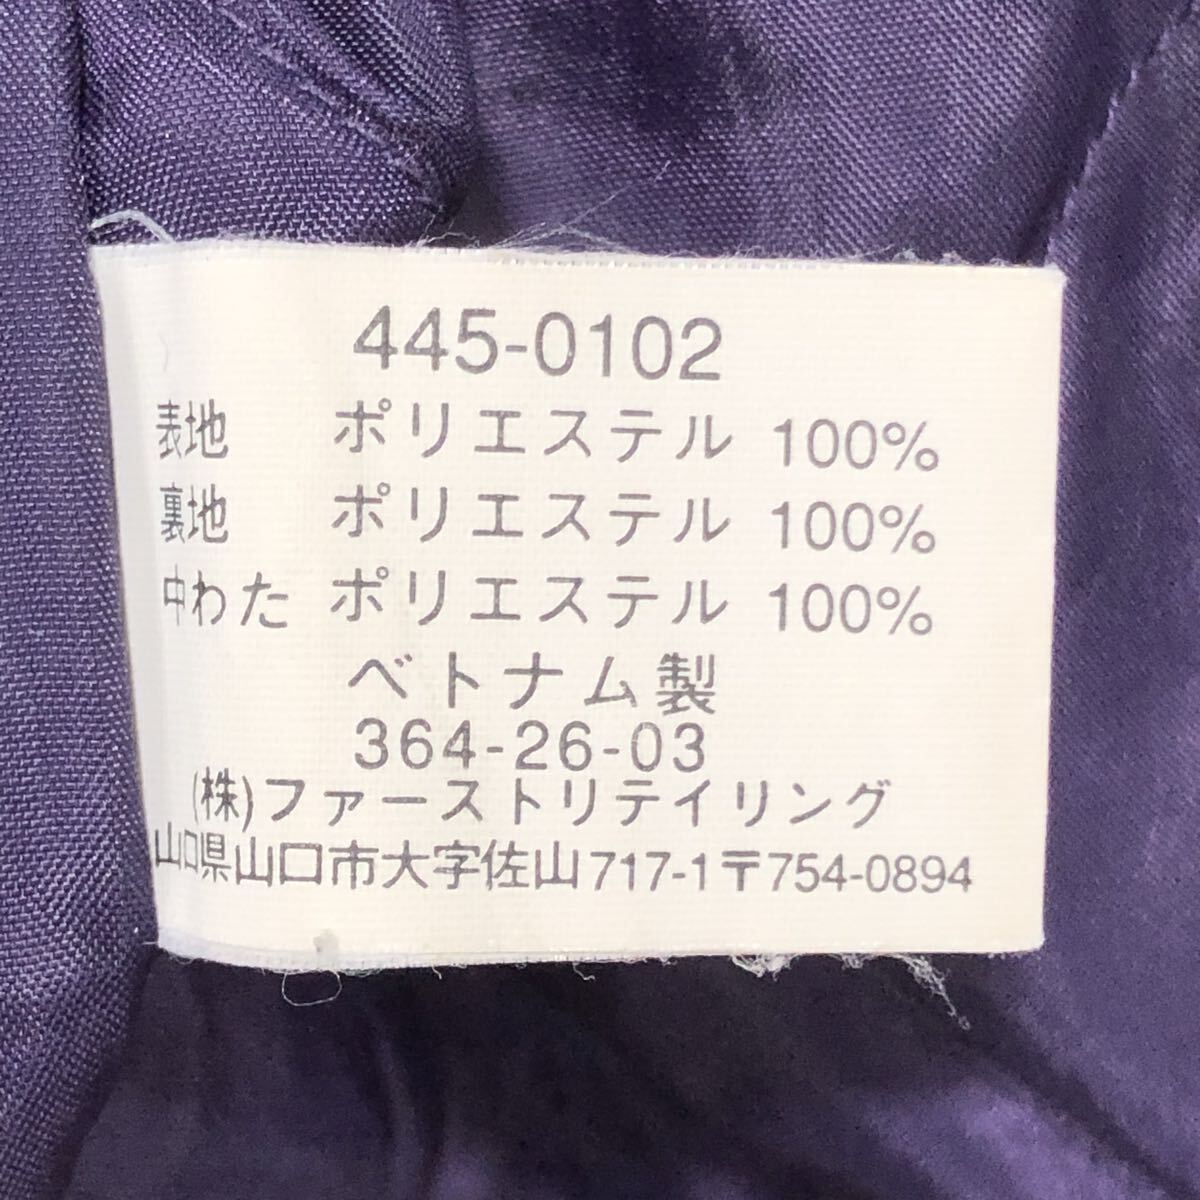 445-0102
表地 ポリエステル 100%
裏地 ポリエステル 100%
中わた ポリエステル 100%
ベトナム製
364-26-03
(株)ファーストリテイリング
山口県山口市大字佐山717-1〒754-0894